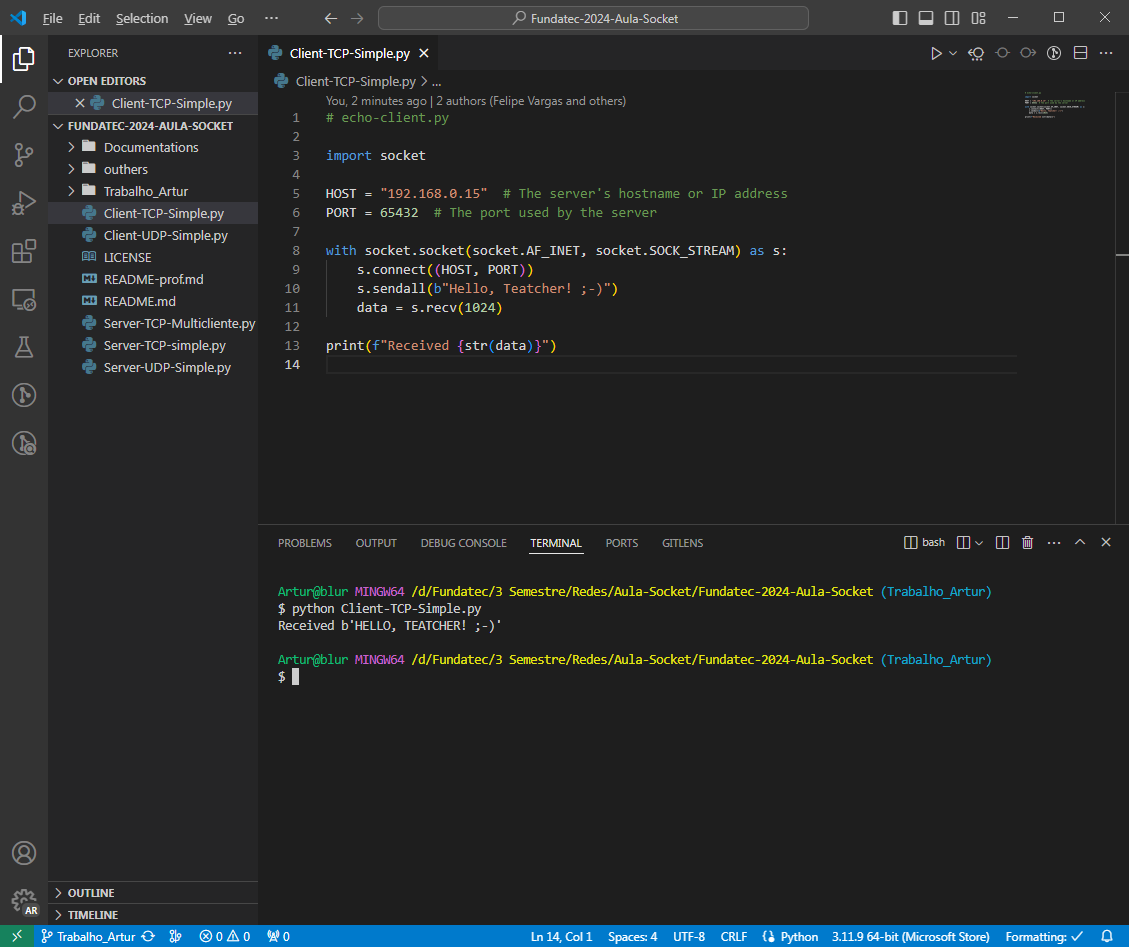 File Edit Selection View Go ···
Fundatec-2024-Aula-Socket
EXPLORER
OPEN EDITORS
Client-TCP-Simple.py
FUNDATEC-2024-AULA-SOCKET
Documentations
outhers
Trabalho_Artur
Client-TCP-Simple.py
Client-UDP-Simple.py
LICENSE
README-prof.md
README.md
Server-TCP-Multicliente.py
Server-TCP-simple.py
Server-UDP-Simple.py
OUTLINE
TIMELINE
AR
Client-TCP-Simple.py
Client-TCP-Simple.py > ...
You, 2 minutes ago | 2 authors (Felipe Vargas and others)
1 # echo-client.py
2
3 import socket
4
5 HOST = "192.168.0.15"  # The server's hostname or IP address
6 PORT = 65432  # The port used by the server
7
8 with socket.socket(socket.AF_INET, socket.SOCK_STREAM) as s:
9     s.connect((HOST, PORT))
10     s.sendall(b"Hello, Teatcher! ;-)")
11     data = s.recv(1024)
12
13 print(f"Received {str(data)}")
14
PROBLEMS OUTPUT DEBUG CONSOLE TERMINAL PORTS GITLENS
bash
Artur@blur MINGW64 /d/Fundatec/3 Semestre/Redes/Aula-Socket/Fundatec-2024-Aula-Socket (Trabalho_Artur)
$ python Client-TCP-Simple.py
Received b'HELLO, TEATCHER! ;-)'
Artur@blur MINGW64 /d/Fundatec/3 Semestre/Redes/Aula-Socket/Fundatec-2024-Aula-Socket (Trabalho_Artur)
$
Trabalho_Artur 0 0 0 Ln 14, Col 1 Spaces: 4 UTF-8 CRLF Python 3.11.9 64-bit (Microsoft Store) Formatting: ✓